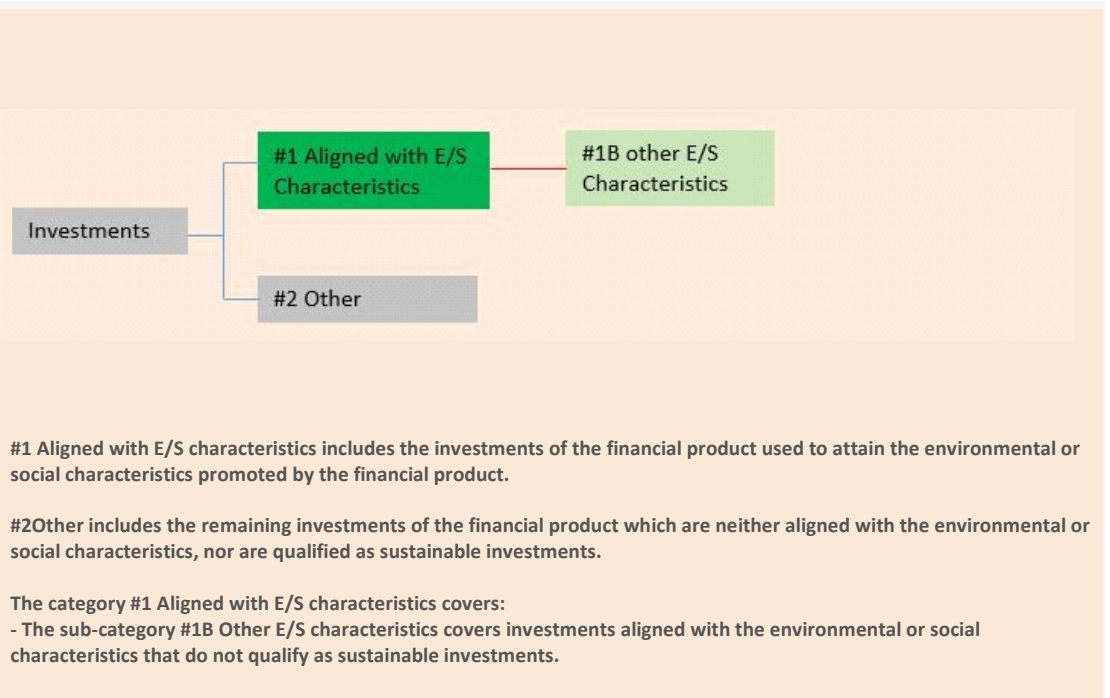 #1 Aligned with E/S
Characteristics
#1B other E/S
Characteristics
Investments
#2 Other
#1 Aligned with E/S characteristics includes the investments of the financial product used to attain the environmental or
social characteristics promoted by the financial product.
#2Other includes the remaining investments of the financial product which are neither aligned with the environmental or
social characteristics, nor are qualified as sustainable investments.
The category #1 Aligned with E/S characteristics covers:
- The sub-category #1B Other E/S characteristics covers investments aligned with the environmental or social
characteristics that do not qualify as sustainable investments.